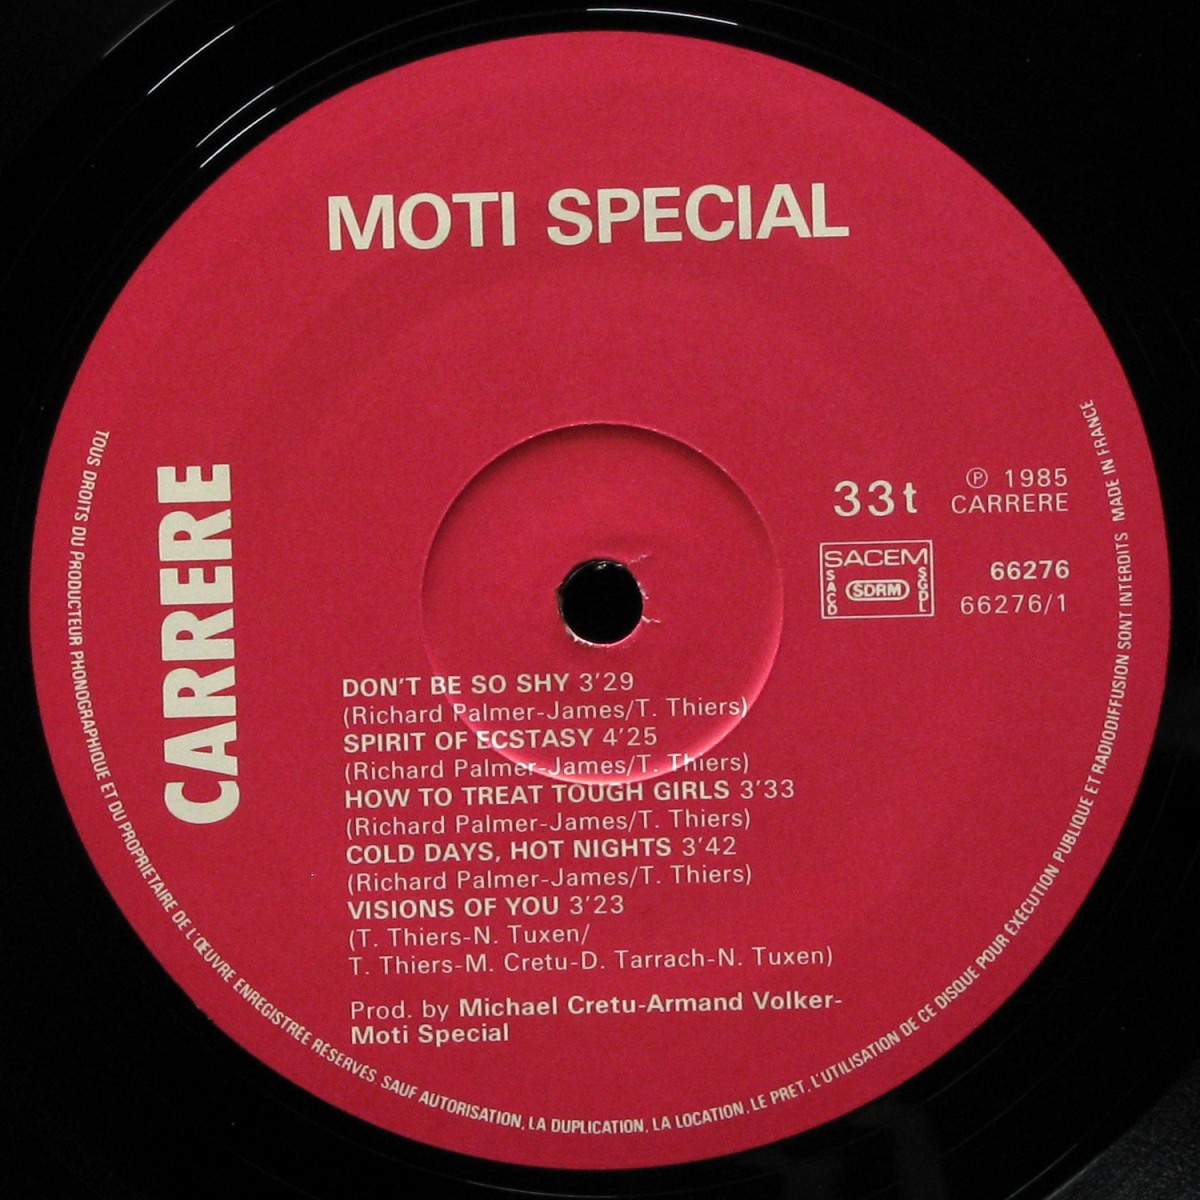 MOTI SPECIAL
CARRERE
33t
℗ 1985
CARRERE
SACEM
SACD
SDRM
SGDL
66276
66276/1
DON'T BE SO SHY 3'29
(Richard Palmer-James/T. Thiers)
SPIRIT OF ECSTASY 4'25
(Richard Palmer-James/T. Thiers)
HOW TO TREAT TOUGH GIRLS 3'33
(Richard Palmer-James/T. Thiers)
COLD DAYS, HOT NIGHTS 3'42
(Richard Palmer-James/T. Thiers)
VISIONS OF YOU 3'23
(T. Thiers-N. Tuxen/
T. Thiers-M. Cretu-D. Tarrach-N. Tuxen)
Prod. by Michael Cretu-Armand Volker-
Moti Special
TOUS DROITS DU PRODUCTEUR PHONOGRAPHIQUE ET DU PROPRIETAIRE DE L'ŒUVRE ENREGISTRÉE RÉSERVÉS. SAUF AUTORISATION, LA DUPLICATION, LA LOCATION, LE PRET, L'UTILISATION DE CE DISQUE POUR EXÉCUTION PUBLIQUE ET RADIODIFFUSION SONT INTERDITS MADE IN FRANCE